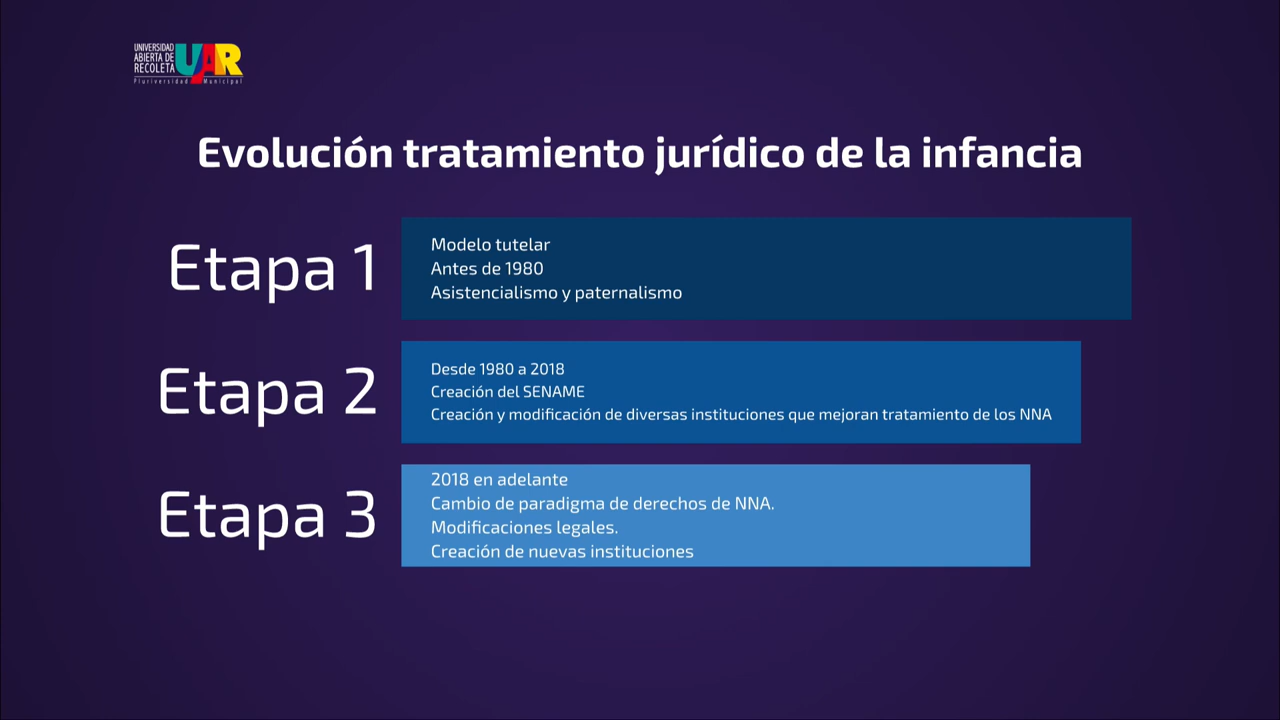 UNIVERSIDAD
ABIERTA DE
RECOLETA
UAR
Pluriversidad Municipal
Evolución tratamiento jurídico de la infancia
Etapa 1
Modelo tutelar
Antes de 1980
Asistencialismo y paternalismo
Etapa 2
Desde 1980 a 2018
Creación del SENAME
Creación y modificación de diversas instituciones que mejoran tratamiento de los NNA
Etapa 3
2018 en adelante
Cambio de paradigma de derechos de NNA.
Modificaciones legales.
Creación de nuevas instituciones